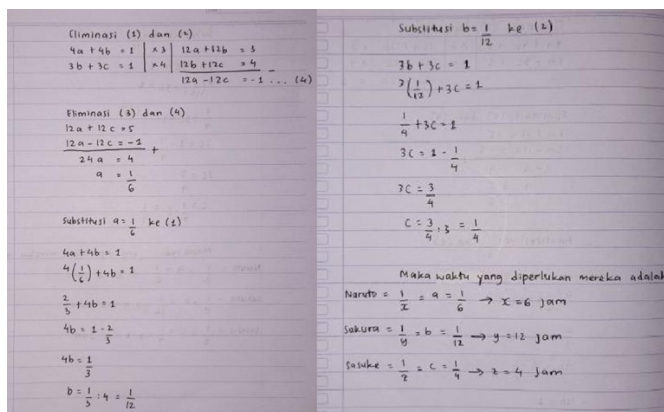 Eliminasi (1) dan (2)
4a + 4b = 1 | × 3 | 12a + 12b = 3
3b + 3c = 1 | × 4 | 12b + 12c = 4 -
12a - 12c = -1 ... (4)
Eliminasi (3) dan (4)
12a + 12c = 5
12a - 12c = -1 +
24a = 4
a = 1/6
Substitusi a = 1/6 ke (1)
4a + 4b = 1
4(1/6) + 4b = 1
2/3 + 4b = 1
4b = 1 - 2/3
4b = 1/3
b = 1/3 : 4 = 1/12
Substitusi b = 1/12 ke (2)
3b + 3c = 1
3(1/12) + 3c = 1
1/4 + 3c = 1
3c = 1 - 1/4
3c = 3/4
c = 3/4 : 3 = 1/4
Maka waktu yang diperlukan mereka adalah
Naruto = 1/x = a = 1/6 → x = 6 jam
Sakura = 1/y = b = 1/12 → y = 12 jam
Sasuke = 1/z = c = 1/4 → z = 4 jam